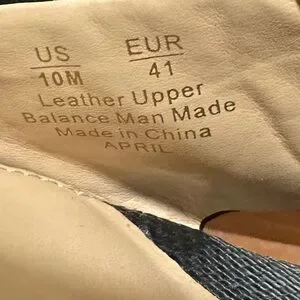 US EUR
10M 41
Leather Upper
Balance Man Made
Made in China
APRIL